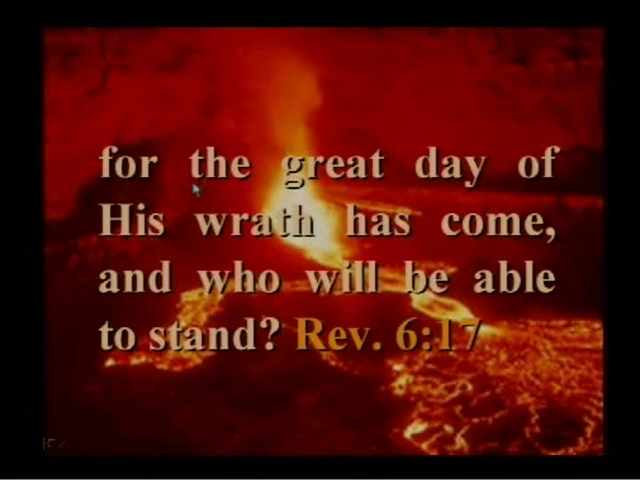 for the great day of
His wrath has come,
and who will be able
to stand? Rev. 6:17